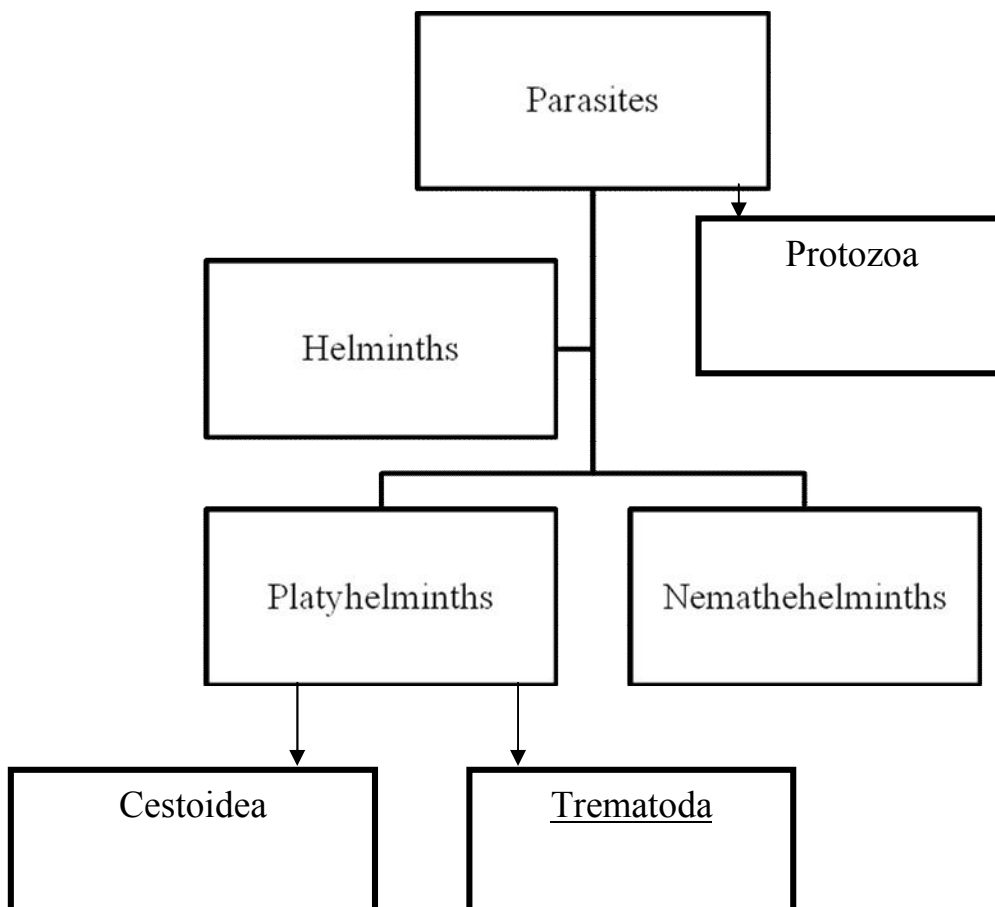 Parasites
Protozoa
Helminths
Platyhelminths
Nemathehelminths
Cestoidea
Trematoda